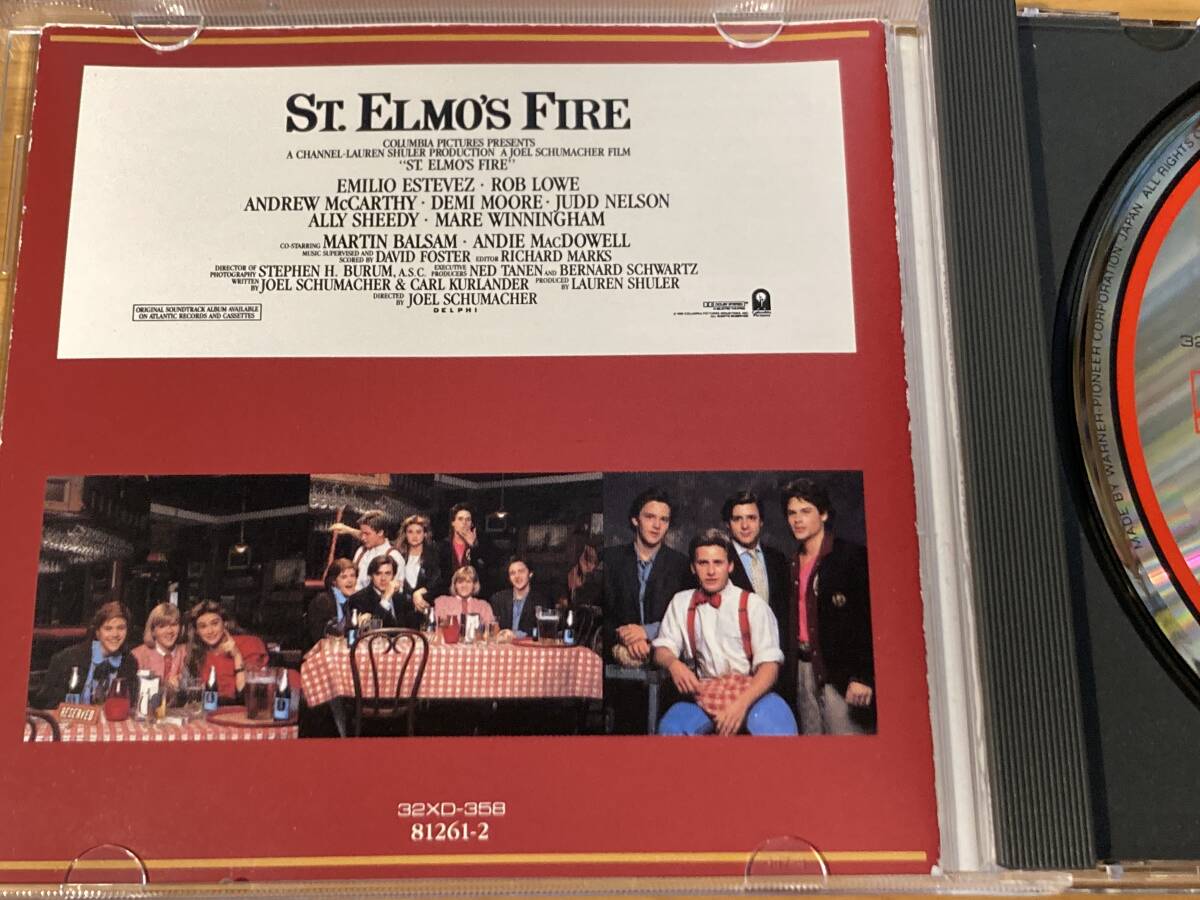 ST. ELMO'S FIRE
COLUMBIA PICTURES PRESENTS
A CHANNEL-LAUREN SHULER PRODUCTION A JOEL SCHUMACHER FILM
"ST. ELMO'S FIRE"
EMILIO ESTEVEZ · ROB LOWE
ANDREW McCARTHY · DEMI MOORE · JUDD NELSON
ALLY SHEEDY · MARE WINNINGHAM
CO-STARRING MARTIN BALSAM · ANDIE MacDOWELL
MUSIC SUPERVISED AND SCORED BY DAVID FOSTER EDITOR RICHARD MARKS
DIRECTOR OF PHOTOGRAPHY STEPHEN H. BURUM, A.S.C. EXECUTIVE PRODUCERS NED TANEN AND BERNARD SCHWARTZ
WRITTEN BY JOEL SCHUMACHER & CARL KURLANDER PRODUCED BY LAUREN SHULER
DIRECTED BY JOEL SCHUMACHER
DELPHI
ORIGINAL SOUNDTRACK ALBUM AVAILABLE
ON ATLANTIC RECORDS AND CASSETTES
DOLBY STEREO
RESERVED
32XD-358
81261-2
MADE BY WARNER-PIONEER CORPORATION, JAPAN. ALL RIGHTS
32